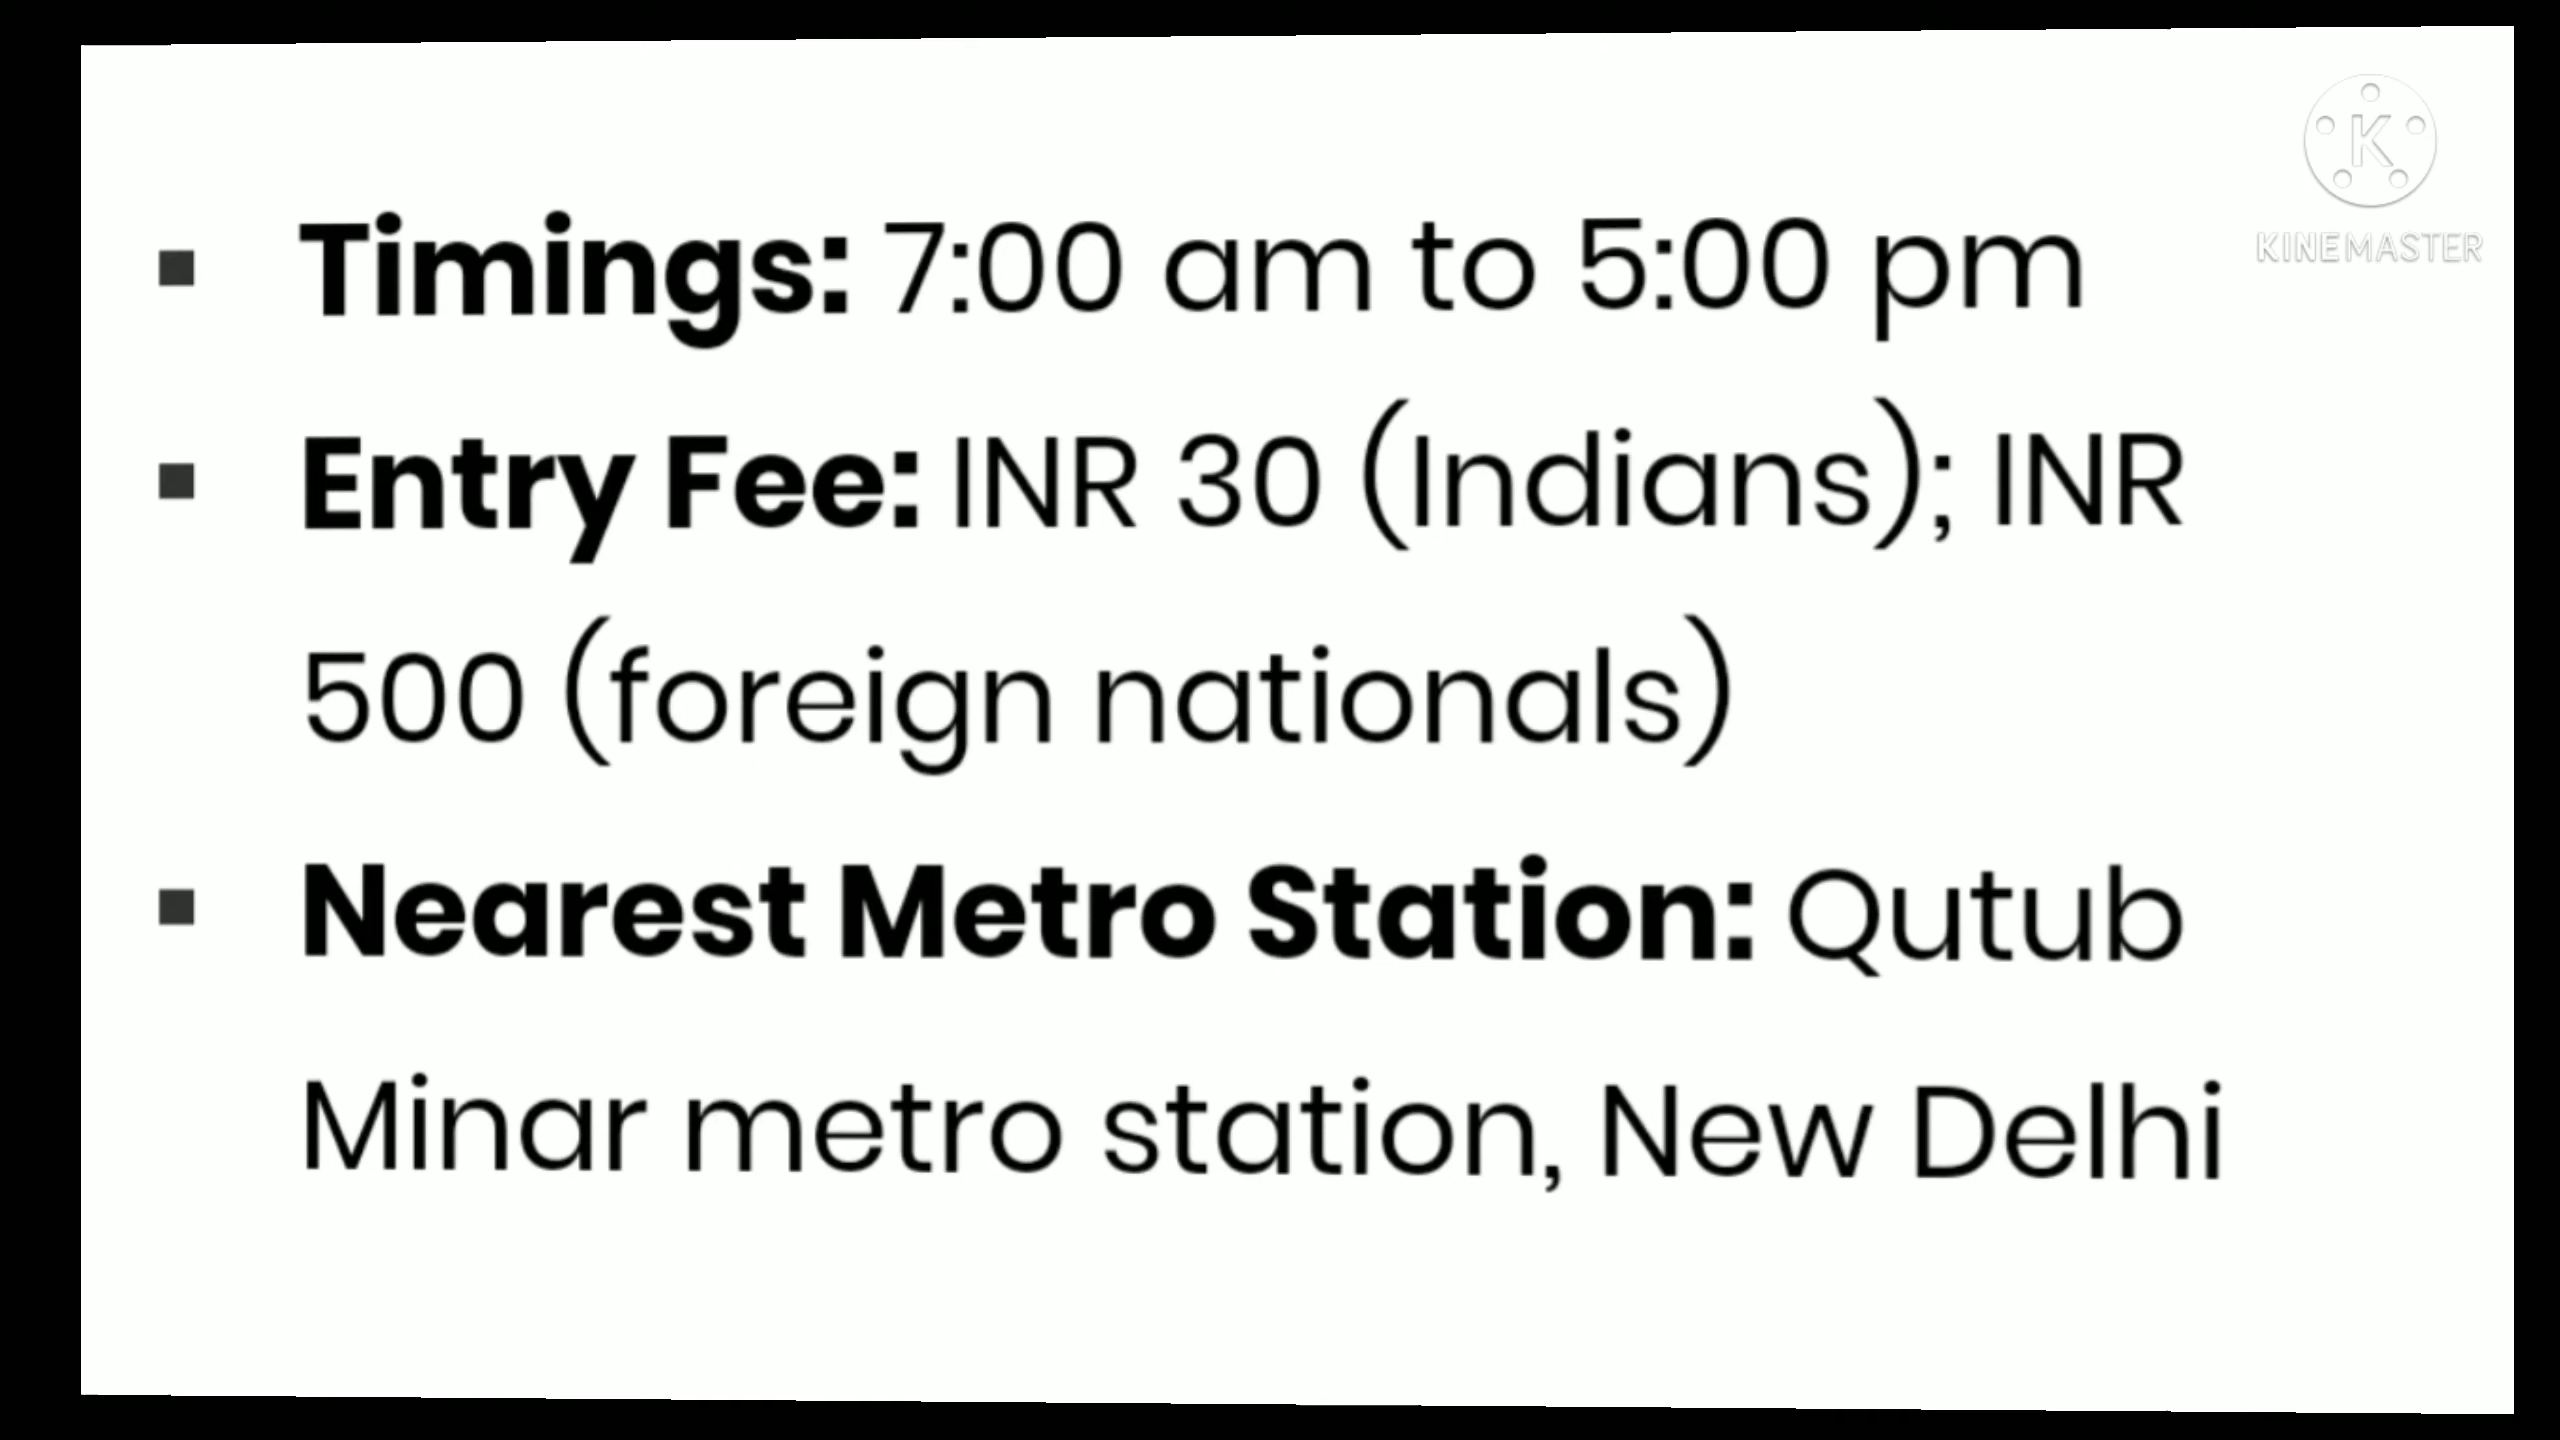 ▪ Timings: 7:00 am to 5:00 pm
▪ Entry Fee: INR 30 (Indians); INR
500 (foreign nationals)
▪ Nearest Metro Station: Qutub
Minar metro station, New Delhi
K
KINEMASTER